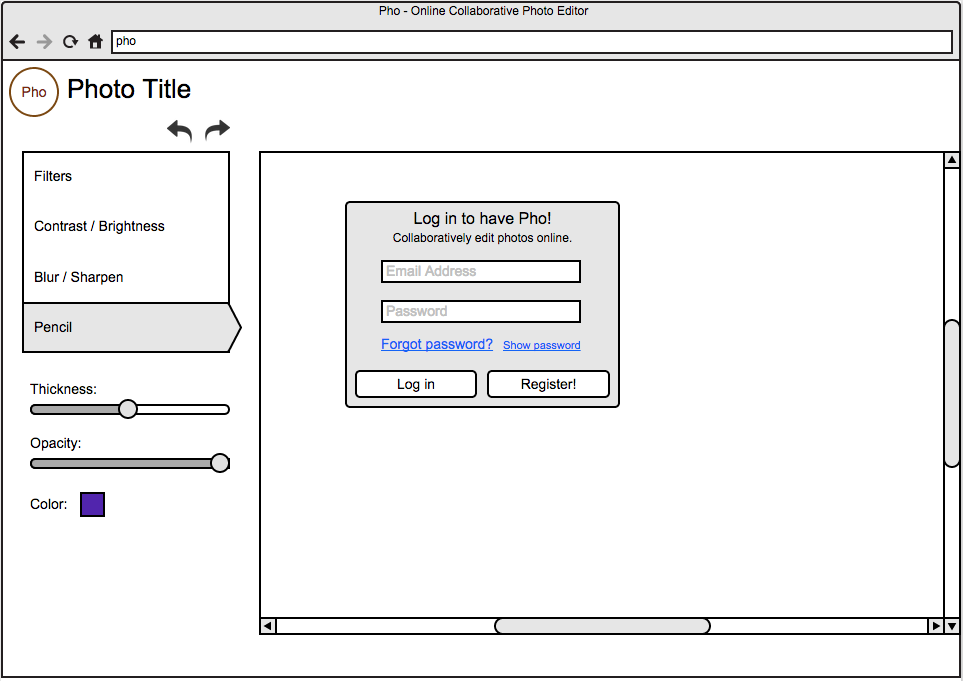 Pho - Online Collaborative Photo Editor
pho
Pho
Photo Title
Filters
Contrast / Brightness
Blur / Sharpen
Pencil
Thickness:
Opacity:
Color:
Log in to have Pho!
Collaboratively edit photos online.
Email Address
Password
Forgot password? Show password
Log in Register!